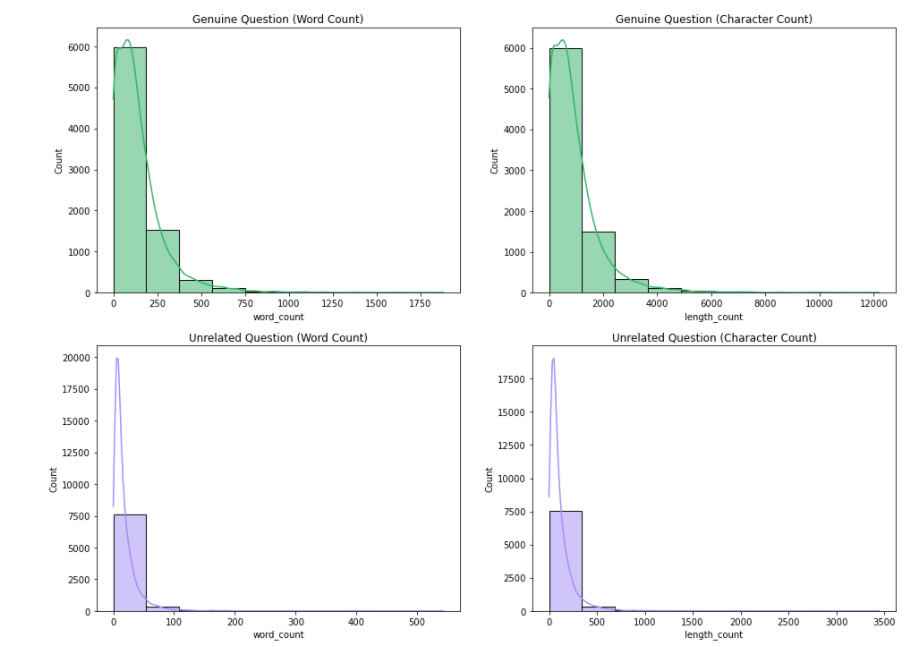 Genuine Question (Word Count)
6000
5000
4000
3000
2000
1000
0
Count
0 250 500 750 1000 1250 1500 1750
word_count
Genuine Question (Character Count)
6000
5000
4000
3000
2000
1000
0
Count
0 2000 4000 6000 8000 10000 12000
length_count
Unrelated Question (Word Count)
20000
17500
15000
12500
10000
7500
5000
2500
0
Count
0 100 200 300 400 500
word_count
Unrelated Question (Character Count)
17500
15000
12500
10000
7500
5000
2500
0
Count
0 500 1000 1500 2000 2500 3000 3500
length_count